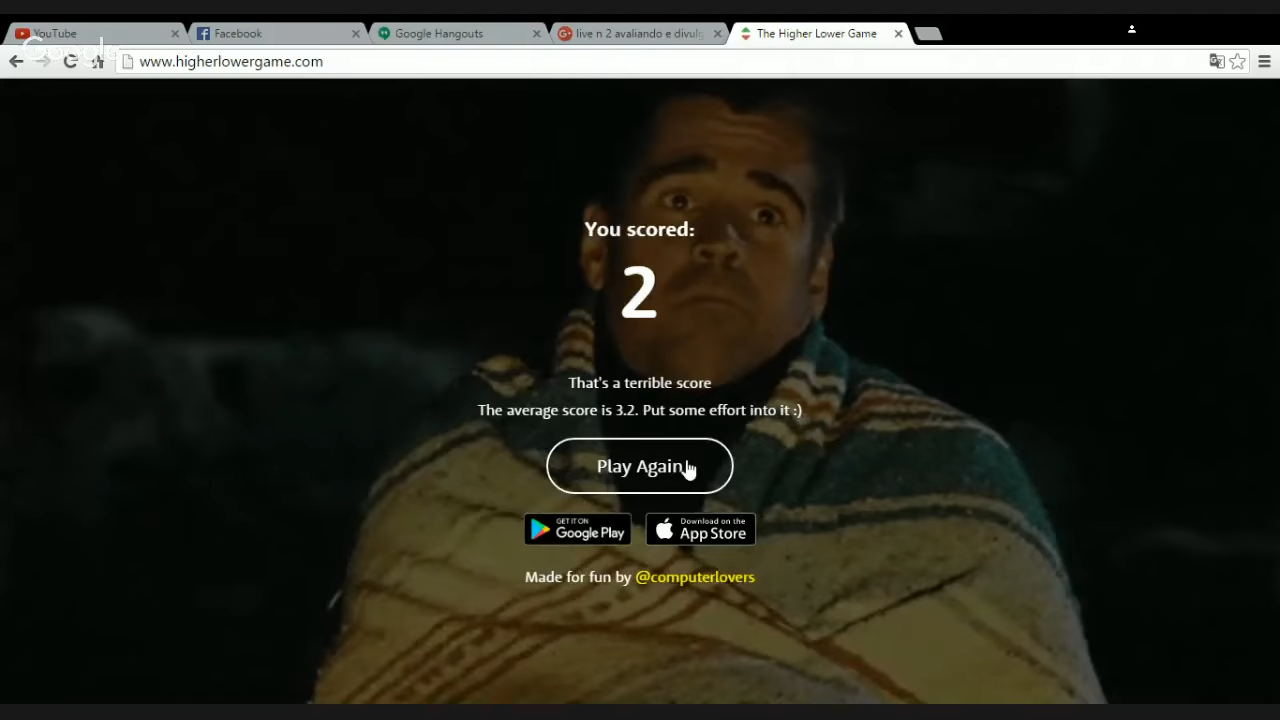 YouTube
Facebook
Google Hangouts
live n 2 avaliando e divulg
The Higher Lower Game
www.higherlowergame.com
You scored:
2
That's a terrible score
The average score is 3.2. Put some effort into it :)
Play Again
GET IT ON
Google Play
Download on the
App Store
Made for fun by @computerlovers